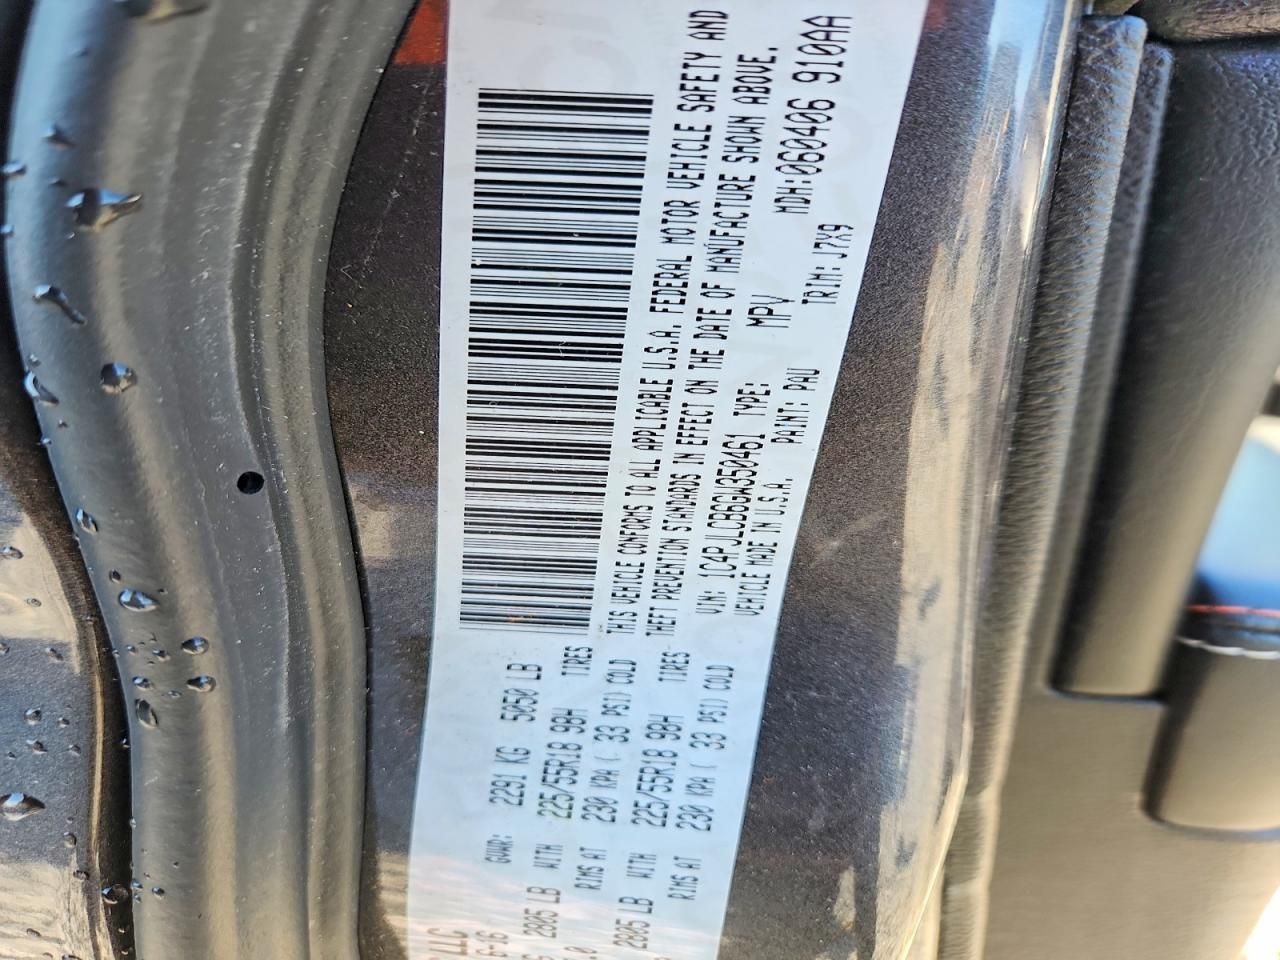 LLC
6-16
GVWR: 2291 KG 5050 LB
2805 LB WITH 225/55R18 98H TIRES
RIMS AT 230 KPA ( 33 PSI) COLD
2805 LB WITH 225/55R18 98H TIRES
RIMS AT 230 KPA ( 33 PSI) COLD
THIS VEHICLE CONFORMS TO ALL APPLICABLE U.S.A. FEDERAL MOTOR VEHICLE SAFETY AND
THEFT PREVENTION STANDARDS IN EFFECT ON THE DATE OF MANUFACTURE SHOWN ABOVE.
VIN: 1C4PJLCB6GW350461 TYPE: MPV MDH:060406 910AA
VEHICLE MADE IN U.S.A. PAINT: PAU TRIM: J7X9